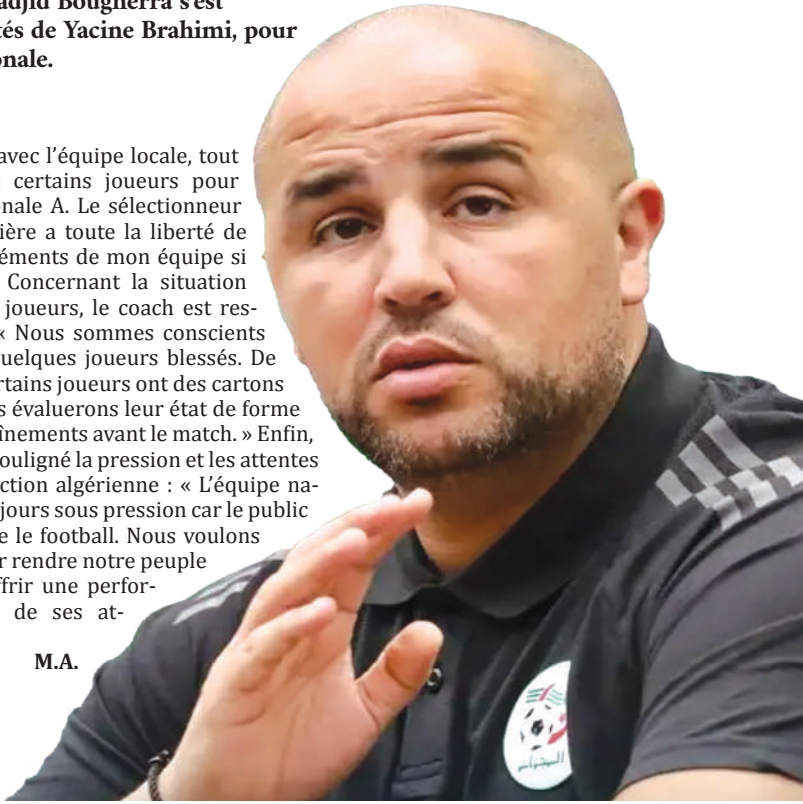 adjid Bougherra s'est
tés de Yacine Brahimi, pour
onale.
avec l'équipe locale, tout
certains joueurs pour
onale A. Le sélectionneur
ière a toute la liberté de
éments de mon équipe si
Concernant la situation
joueurs, le coach est res-
« Nous sommes conscients
uelques joueurs blessés. De
rtains joueurs ont des cartons
s évaluerons leur état de forme
înements avant le match. » Enfin,
ouligné la pression et les attentes
ction algérienne : « L'équipe na-
jours sous pression car le public
e le football. Nous voulons
r rendre notre peuple
ffrir une perfor-
de ses at-
M.A.